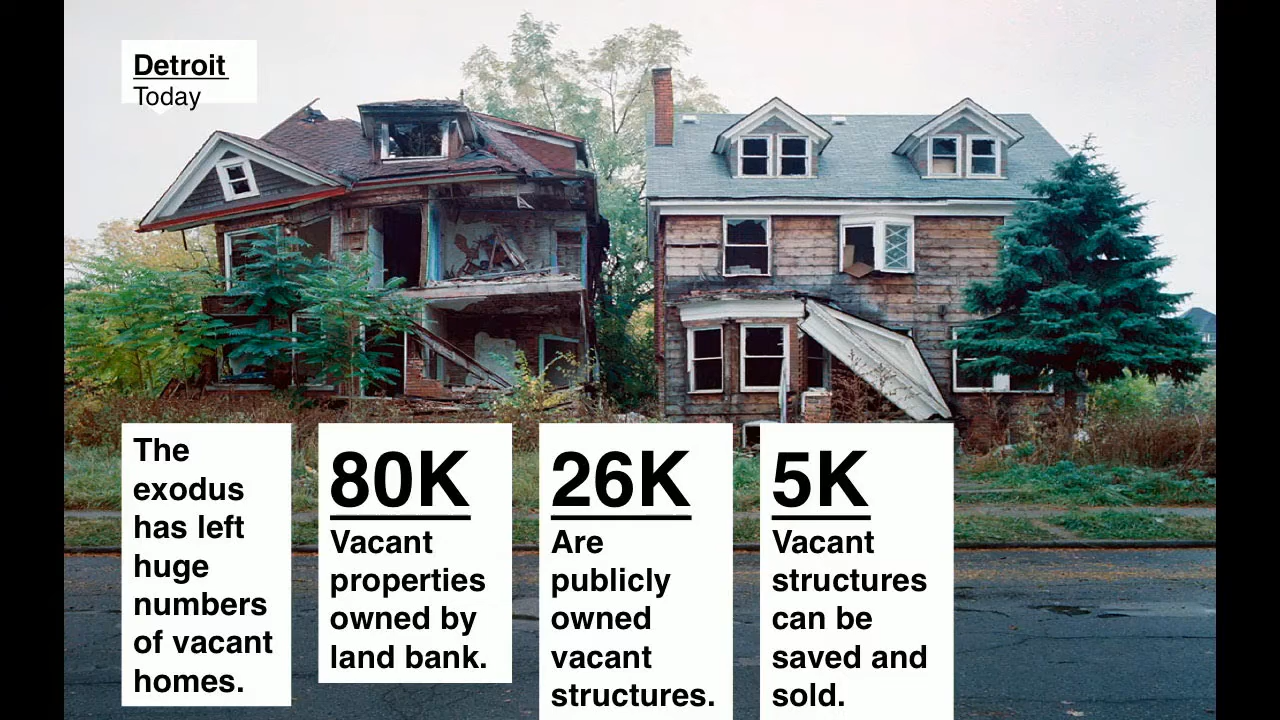 Detroit
Today
The
exodus
has left
huge
numbers
of vacant
homes.
80K
Vacant
properties
owned by
land bank.
26K
Are
publicly
owned
vacant
structures.
5K
Vacant
structures
can be
saved and
sold.